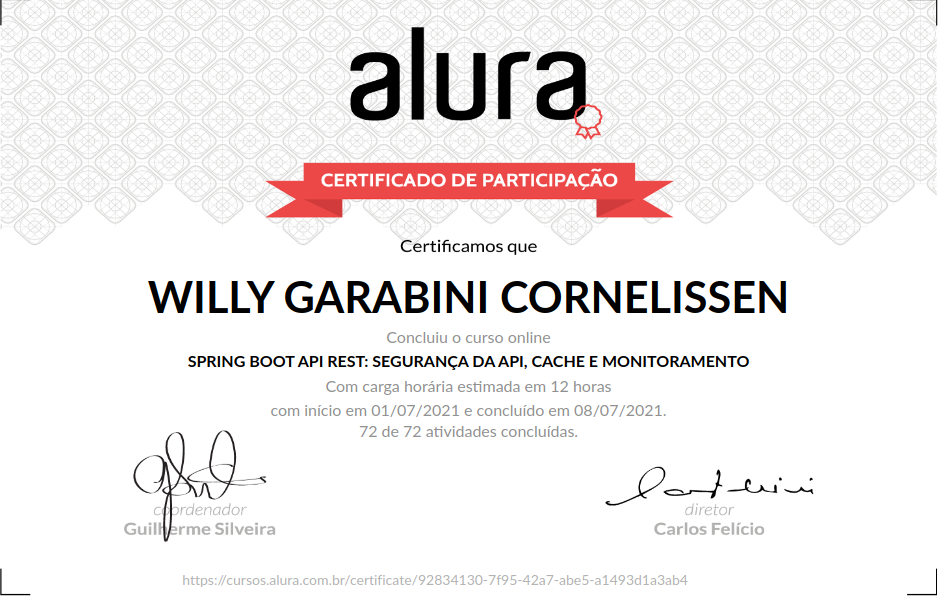 alura
CERTIFICADO DE PARTICIPAÇÃO
Certificamos que
WILLY GARABINI CORNELISSEN
Concluiu o curso online
SPRING BOOT API REST: SEGURANÇA DA API, CACHE E MONITORAMENTO
Com carga horária estimada em 12 horas
com início em 01/07/2021 e concluído em 08/07/2021.
72 de 72 atividades concluídas.
coordenador
Guilherme Silveira
diretor
Carlos Felício
https://cursos.alura.com.br/certificate/92834130-7f95-42a7-abe5-a1493d1a3ab4